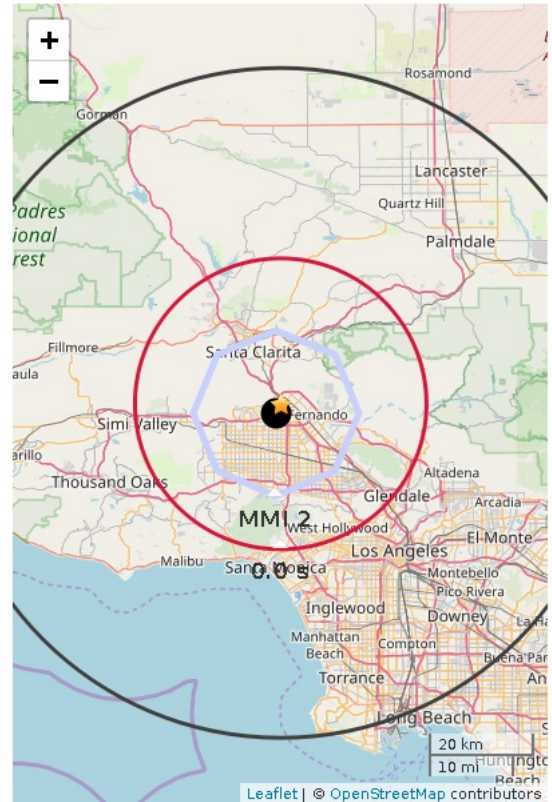 +
−
Rosamond
Gorman
Lancaster
Quartz Hill
Padres
ional
rest
Palmdale
Fillmore
Santa Clarita
aula
Fernando
Simi Valley
arillo
Thousand Oaks
Altadena
Glendale
Arcadia
MMI 2
West Hollywood
El Monte
Los Angeles
Malibu
Santa Monica
0.0 s
Montebello
Pico Rivera
Inglewood
Downey
La Ha
Manhattan
Beach
Compton
Buena Par
Torrance
An
Long Beach
20 km
10 mi
Huntingto
Beach
Leaflet | © OpenStreetMap contributors